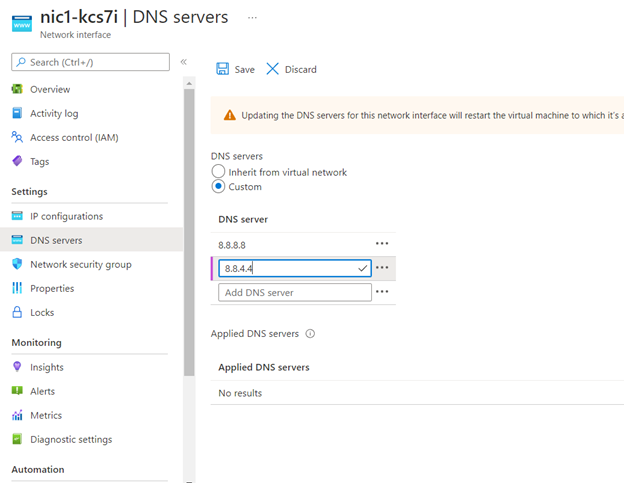 nic1-kcs7i | DNS servers ...
Network interface
Search (Ctrl+/) «
Overview
Activity log
Access control (IAM)
Tags
Settings
IP configurations
DNS servers
Network security group
Properties
Locks
Monitoring
Insights
Alerts
Metrics
Diagnostic settings
Automation
Save Discard
Updating the DNS servers for this network interface will restart the virtual machine to which it's a
DNS servers
Inherit from virtual network
Custom
DNS server
8.8.8.8 ...
8.8.4.4 ...
Add DNS server ...
Applied DNS servers
Applied DNS servers
No results